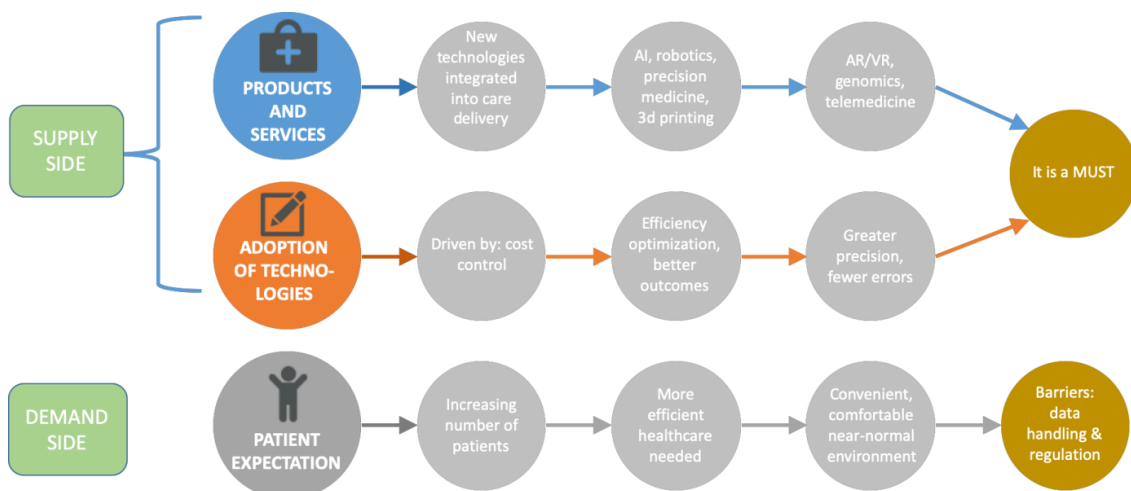 SUPPLY
SIDE
PRODUCTS
AND
SERVICES
New
technologies
integrated
into care
delivery
AI, robotics,
precision
medicine,
3d printing
AR/VR,
genomics,
telemedicine
It is a MUST
ADOPTION
OF TECHNO-
LOGIES
Driven by: cost
control
Efficiency
optimization,
better
outcomes
Greater
precision,
fewer errors
DEMAND
SIDE
PATIENT
EXPECTATION
Increasing
number of
patients
More
efficient
healthcare
needed
Convenient,
comfortable
near-normal
environment
Barriers:
data
handling &
regulation